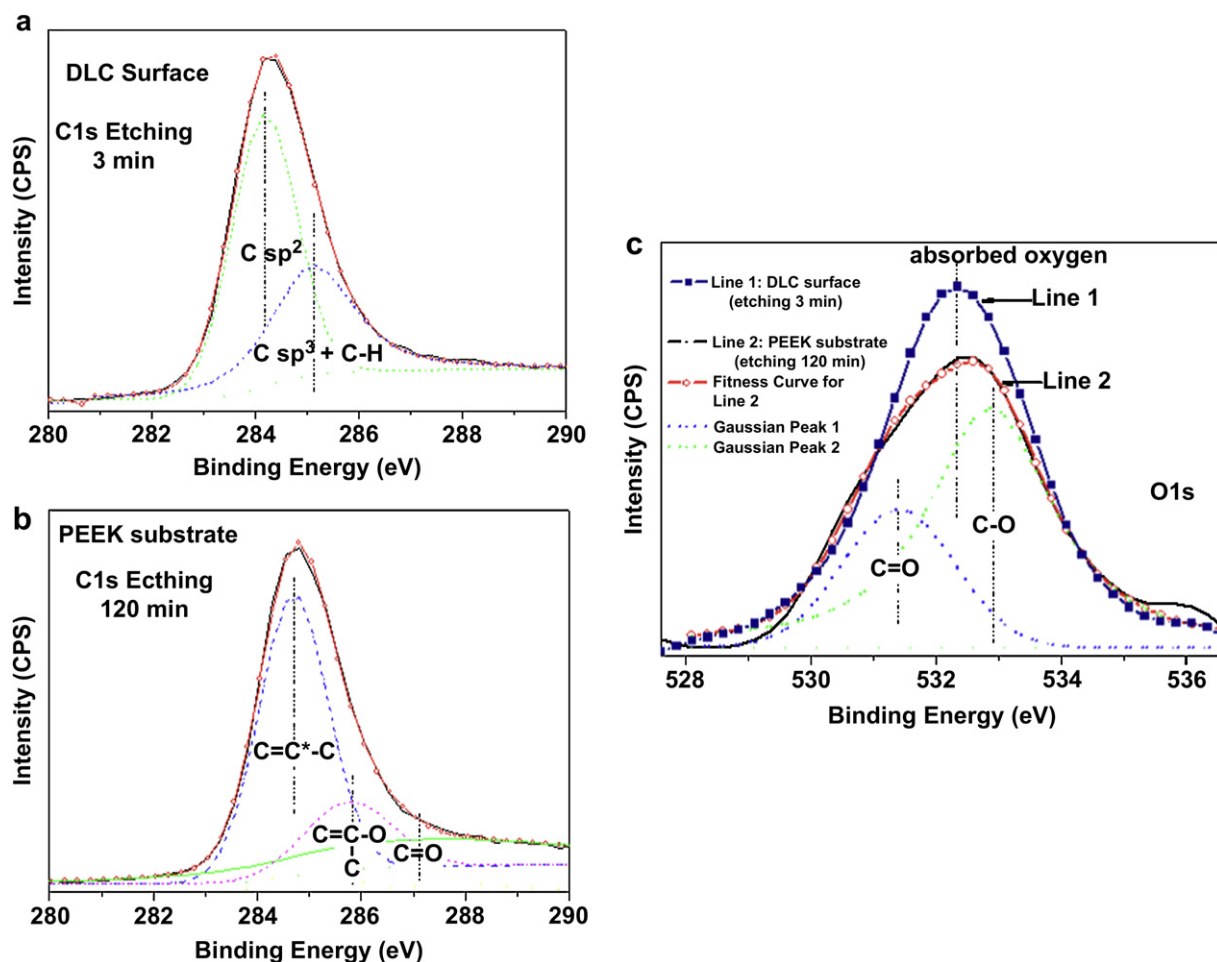 a
DLC Surface
C1s Etching
3 min
C sp²
C sp³ + C-H
Intensity (CPS)
280 282 284 286 288 290
Binding Energy (eV)
b
PEEK substrate
C1s Ecthing
120 min
C=C*-C
C=C-O
C
C=O
Intensity (CPS)
280 282 284 286 288 290
Binding Energy (eV)
c
absorbed oxygen
Line 1: DLC surface
(etching 3 min)
Line 1
Line 2: PEEK substrate
(etching 120 min)
Fitness Curve for
Line 2
Line 2
Gaussian Peak 1
Gaussian Peak 2
O1s
C-O
C=O
Intensity (CPS)
528 530 532 534 536
Binding Energy (eV)